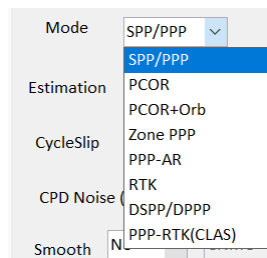 Mode SPP/PPP
SPP/PPP
Estimation PCOR
PCOR+Orb
CycleSlip Zone PPP
PPP-AR
CPD Noise ( RTK
DSPP/DPPP
Smooth N PPP-RTK(CLAS)